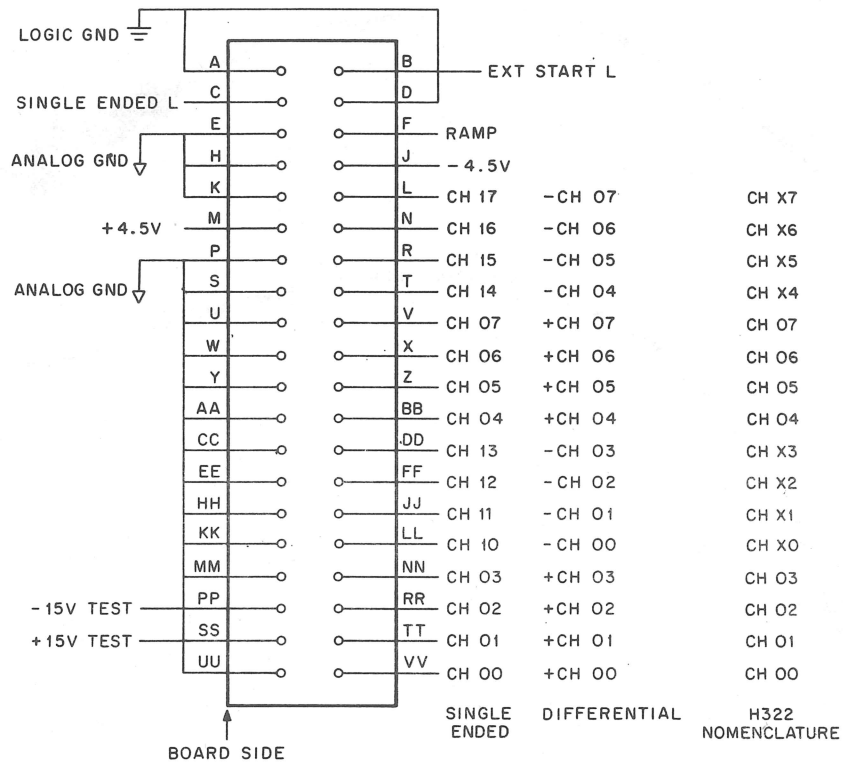 LOGIC GND
A B EXT START L
SINGLE ENDED L C D
E F RAMP
ANALOG GND H J -4.5V
K L CH 17 -CH 07 CH X7
+4.5V M N CH 16 -CH 06 CH X6
P R CH 15 -CH 05 CH X5
ANALOG GND S T CH 14 -CH 04 CH X4
U V CH 07 +CH 07 CH 07
W X CH 06 +CH 06 CH 06
Y Z CH 05 +CH 05 CH 05
AA BB CH 04 +CH 04 CH 04
CC DD CH 13 -CH 03 CH X3
EE FF CH 12 -CH 02 CH X2
HH JJ CH 11 -CH 01 CH X1
KK LL CH 10 -CH 00 CH X0
MM NN CH 03 +CH 03 CH 03
-15V TEST PP RR CH 02 +CH 02 CH 02
+15V TEST SS TT CH 01 +CH 01 CH 01
UU VV CH 00 +CH 00 CH 00
SINGLE DIFFERENTIAL H322
ENDED NOMENCLATURE
BOARD SIDE